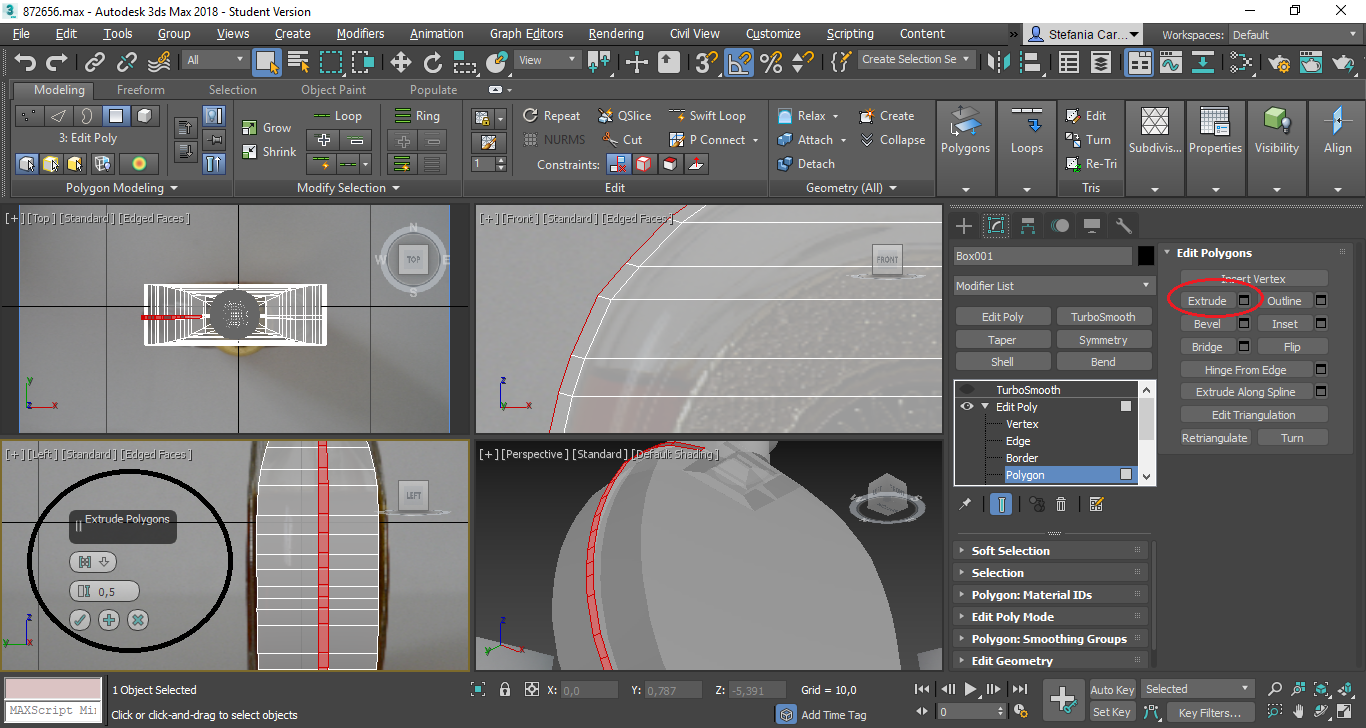 872656.max - Autodesk 3ds Max 2018 - Student Version
File Edit Tools Group Views Create Modifiers Animation Graph Editors Rendering Civil View Customize Scripting Content » Stefania Car... Workspaces: Default
All View Create Selection Se
Modeling Freeform Selection Object Paint Populate
3: Edit Poly
Polygon Modeling
Grow Loop Ring
Shrink
Modify Selection
1
Repeat QSlice Swift Loop
NURMS Cut P Connect
Constraints:
Edit
Relax Create
Attach Collapse
Detach
Geometry (All)
Polygons Loops
Edit
Turn
Re-Tri
Tris
Subdivis... Properties Visibility Align
[+] [Top] [Standard] [Edged Faces]
N
W TOP E
S
y
z x
[+] [Front] [Standard] [Edged Faces]
FRONT
z
y x
[+] [Left] [Standard] [Edged Faces]
LEFT
Extrude Polygons
0,5
z
y x
[+] [Perspective] [Standard] [Default Shading]
z
y x
Box001
Modifier List
Edit Poly TurboSmooth
Taper Symmetry
Shell Bend
TurboSmooth
Edit Poly
Vertex
Edge
Border
Polygon
Soft Selection
Selection
Polygon: Material IDs
Edit Poly Mode
Polygon: Smoothing Groups
Edit Geometry
Edit Polygons
Insert Vertex
Extrude Outline
Bevel Inset
Bridge Flip
Hinge From Edge
Extrude Along Spline
Edit Triangulation
Retriangulate Turn
MAXScript Mi
1 Object Selected
Click or click-and-drag to select objects
X: 0,0 Y: 0,787 Z: -5,391 Grid = 10,0
Add Time Tag
0
Auto Key Selected
Set Key Key Filters...